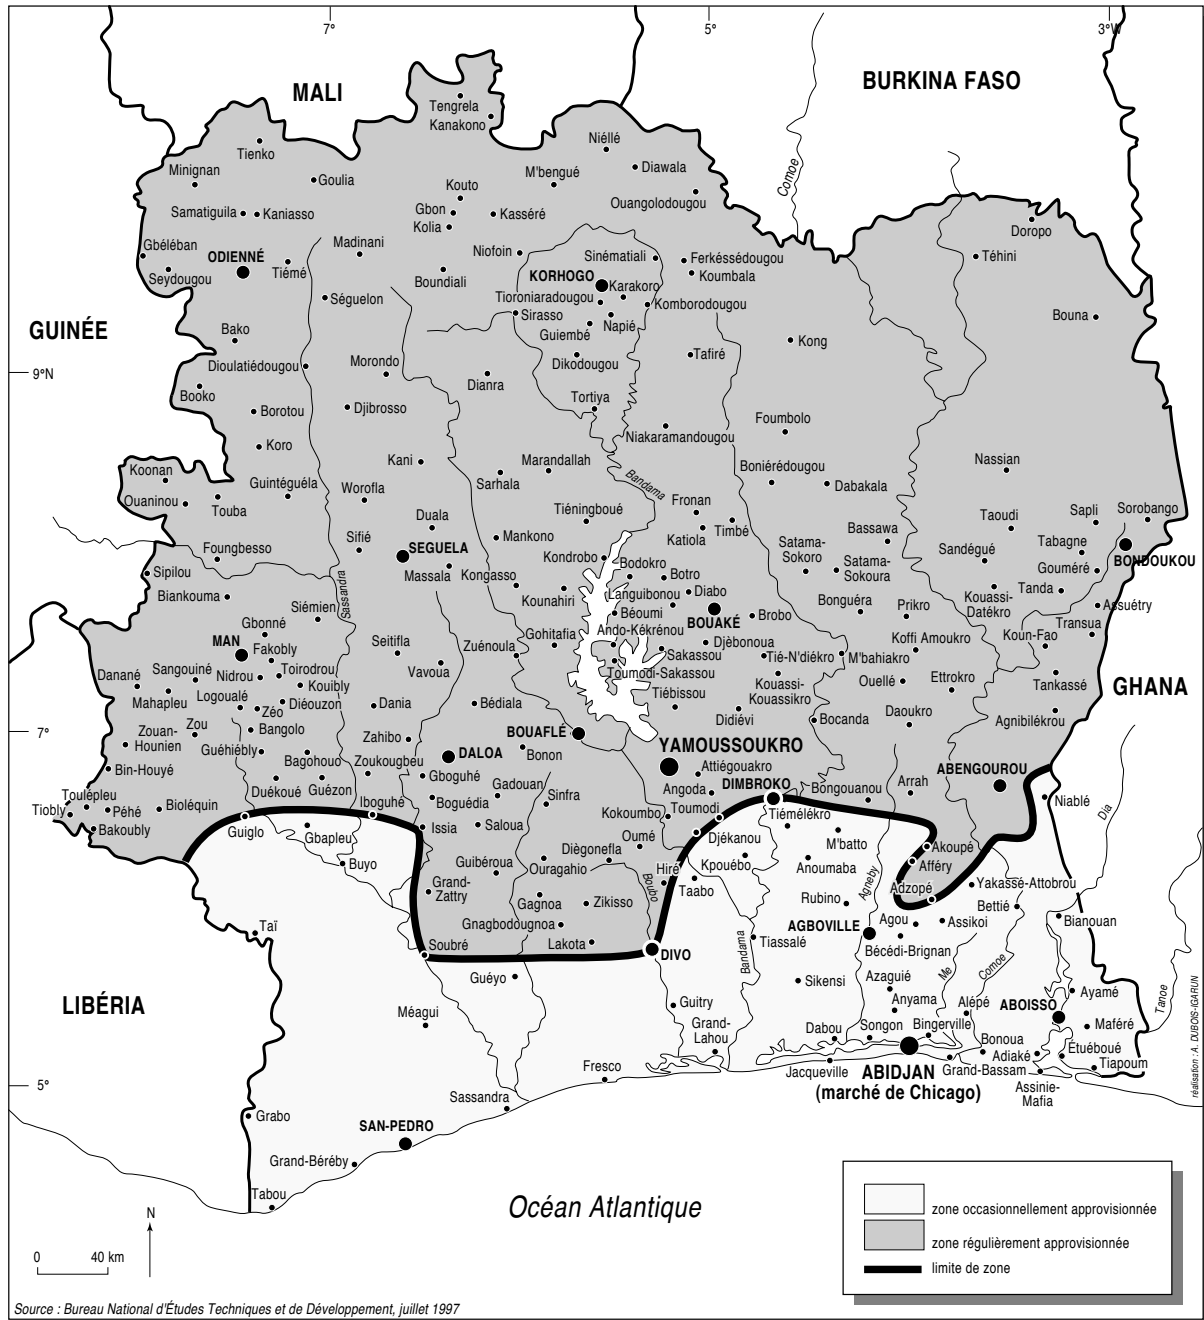 7°
5°
3°W
MALI
BURKINA FASO
Tengrela
Kanakono
Niéllé
Tienko
Comoe
Diawala
Minignan
Goulia
M'bengué
Kouto
Ouangolodougou
Samatiguila
Kaniasso
Gbon
Kasséré
Kolia
Doropo
Gbéléban
Madinani
Niofoin
Sinématiali
Ferkéssédougou
Téhini
ODIENNÉ
Seydougou
Tiémé
Boundiali
KORHOGO
Karakoro
Koumbala
Séguelon
Tioroniaradougou
Komborodougou
Sirasso
Bouna
GUINÉE
Bako
Guiembé
Napié
Kong
Dioulatiédougou
Morondo
Dikodougou
Tafiré
9°N
Dianra
Booko
Borotou
Djibrosso
Tortiya
Foumbolo
Niakaramandougou
Koro
Kani
Marandallah
Boniérédougou
Nassian
Koonan
Bandama
Ouaninou
Guintéguéla
Worofla
Sarhala
Dabakala
Touba
Tiéningboué
Fronan
Sapli
Sorobango
Duala
Timbé
Bassawa
Taoudi
Sifié
Mankono
Katiola
Satama-
Sokoro
Sandégué
Tabagne
Foungbesso
SEGUELA
Kondrobo
Satama-
Sokoura
Gouméré
BONDOUKOU
Sipilou
Sassandra
Massala
Kongasso
Bodokro
Botro
Kouassi-
Datékro
Tanda
Biankouma
Kounahiri
Languibonou
Diabo
Bonguéra
Prikro
Assuétry
Siémien
Béoumi
BOUAKÉ
Brobo
Gbonné
Seitifla
Gohitafia
Ando-Kékrénou
Koffi Amoukro
Koun-Fao
Transua
MAN
Fakobly
Zuénoula
Djèbonoua
Danané
Sangouiné
Nidrou
Toirodrou
Vavoua
Sakassou
Tié-N'diékro
M'bahiakro
Mahapleu
Kouibly
Toumodi-Sakassou
Kouassi-
Kouassikro
Ouellé
Ettrokro
Tankassé
GHANA
Logoualé
Zéo
Diéouzon
Dania
Bédiala
Tiébissou
Zouan-
Hounien
Zou
Bangolo
Didiévi
Bocanda
Daoukro
Agnibilékrou
7°
Guéhiébly
Zahibo
BOUAFLÉ
YAMOUSSOUKRO
Bin-Houyé
Bagohouo
Zoukougbeu
DALOA
Bonon
Attiégouakro
ABENGOUROU
Duékoué
Guézon
Gboguhé
Gadouan
DIMBROKO
Bongouanou
Arrah
Toulépleu
Angoda
Niablé
Dia
Tiobly
Péhé
Bioléquin
Iboguhé
Boguédia
Sinfra
Kokoumbo
Toumodi
Bakoubly
Guiglo
Issia
Saloua
Tiémélékro
Gbapleu
Oumé
Djékanou
M'batto
Akoupé
Buyo
Guibéroua
Diègonefla
Kpouébo
Anoumaba
Afféry
Ouragahio
Hiré
Agneby
Grand-
Zattry
Boubo
Taabo
Adzopé
Yakassé-Attobrou
Gagnoa
Zikisso
Rubino
Bettié
Taï
Gnagbodougnoa
AGBOVILLE
Agou
Assikoi
Bianouan
Soubré
Lakota
DIVO
Bandama
Tiassalé
Bécédi-Brignan
Guéyo
Sikensi
Azaguié
Me
Comoe
LIBÉRIA
Guitry
Anyama
Alépé
ABOISSO
Ayamé
Tanoe
Méagui
Grand-
Lahou
Dabou
Songon
Bingerville
Maféré
Bonoua
Étuéboué
Adiaké
Fresco
Jacqueville
ABIDJAN
(marché de Chicago)
Grand-Bassam
Tiapoum
5°
Assinie-
Mafia
Sassandra
Grabo
SAN-PEDRO
Grand-Béréby
Tabou
Océan Atlantique
N
0 40 km
zone occasionnellement approvisionnée
zone régulièrement approvisionnée
limite de zone
réalisation : A. DUBOIS-IGARUN
Source : Bureau National d'Études Techniques et de Développement, juillet 1997